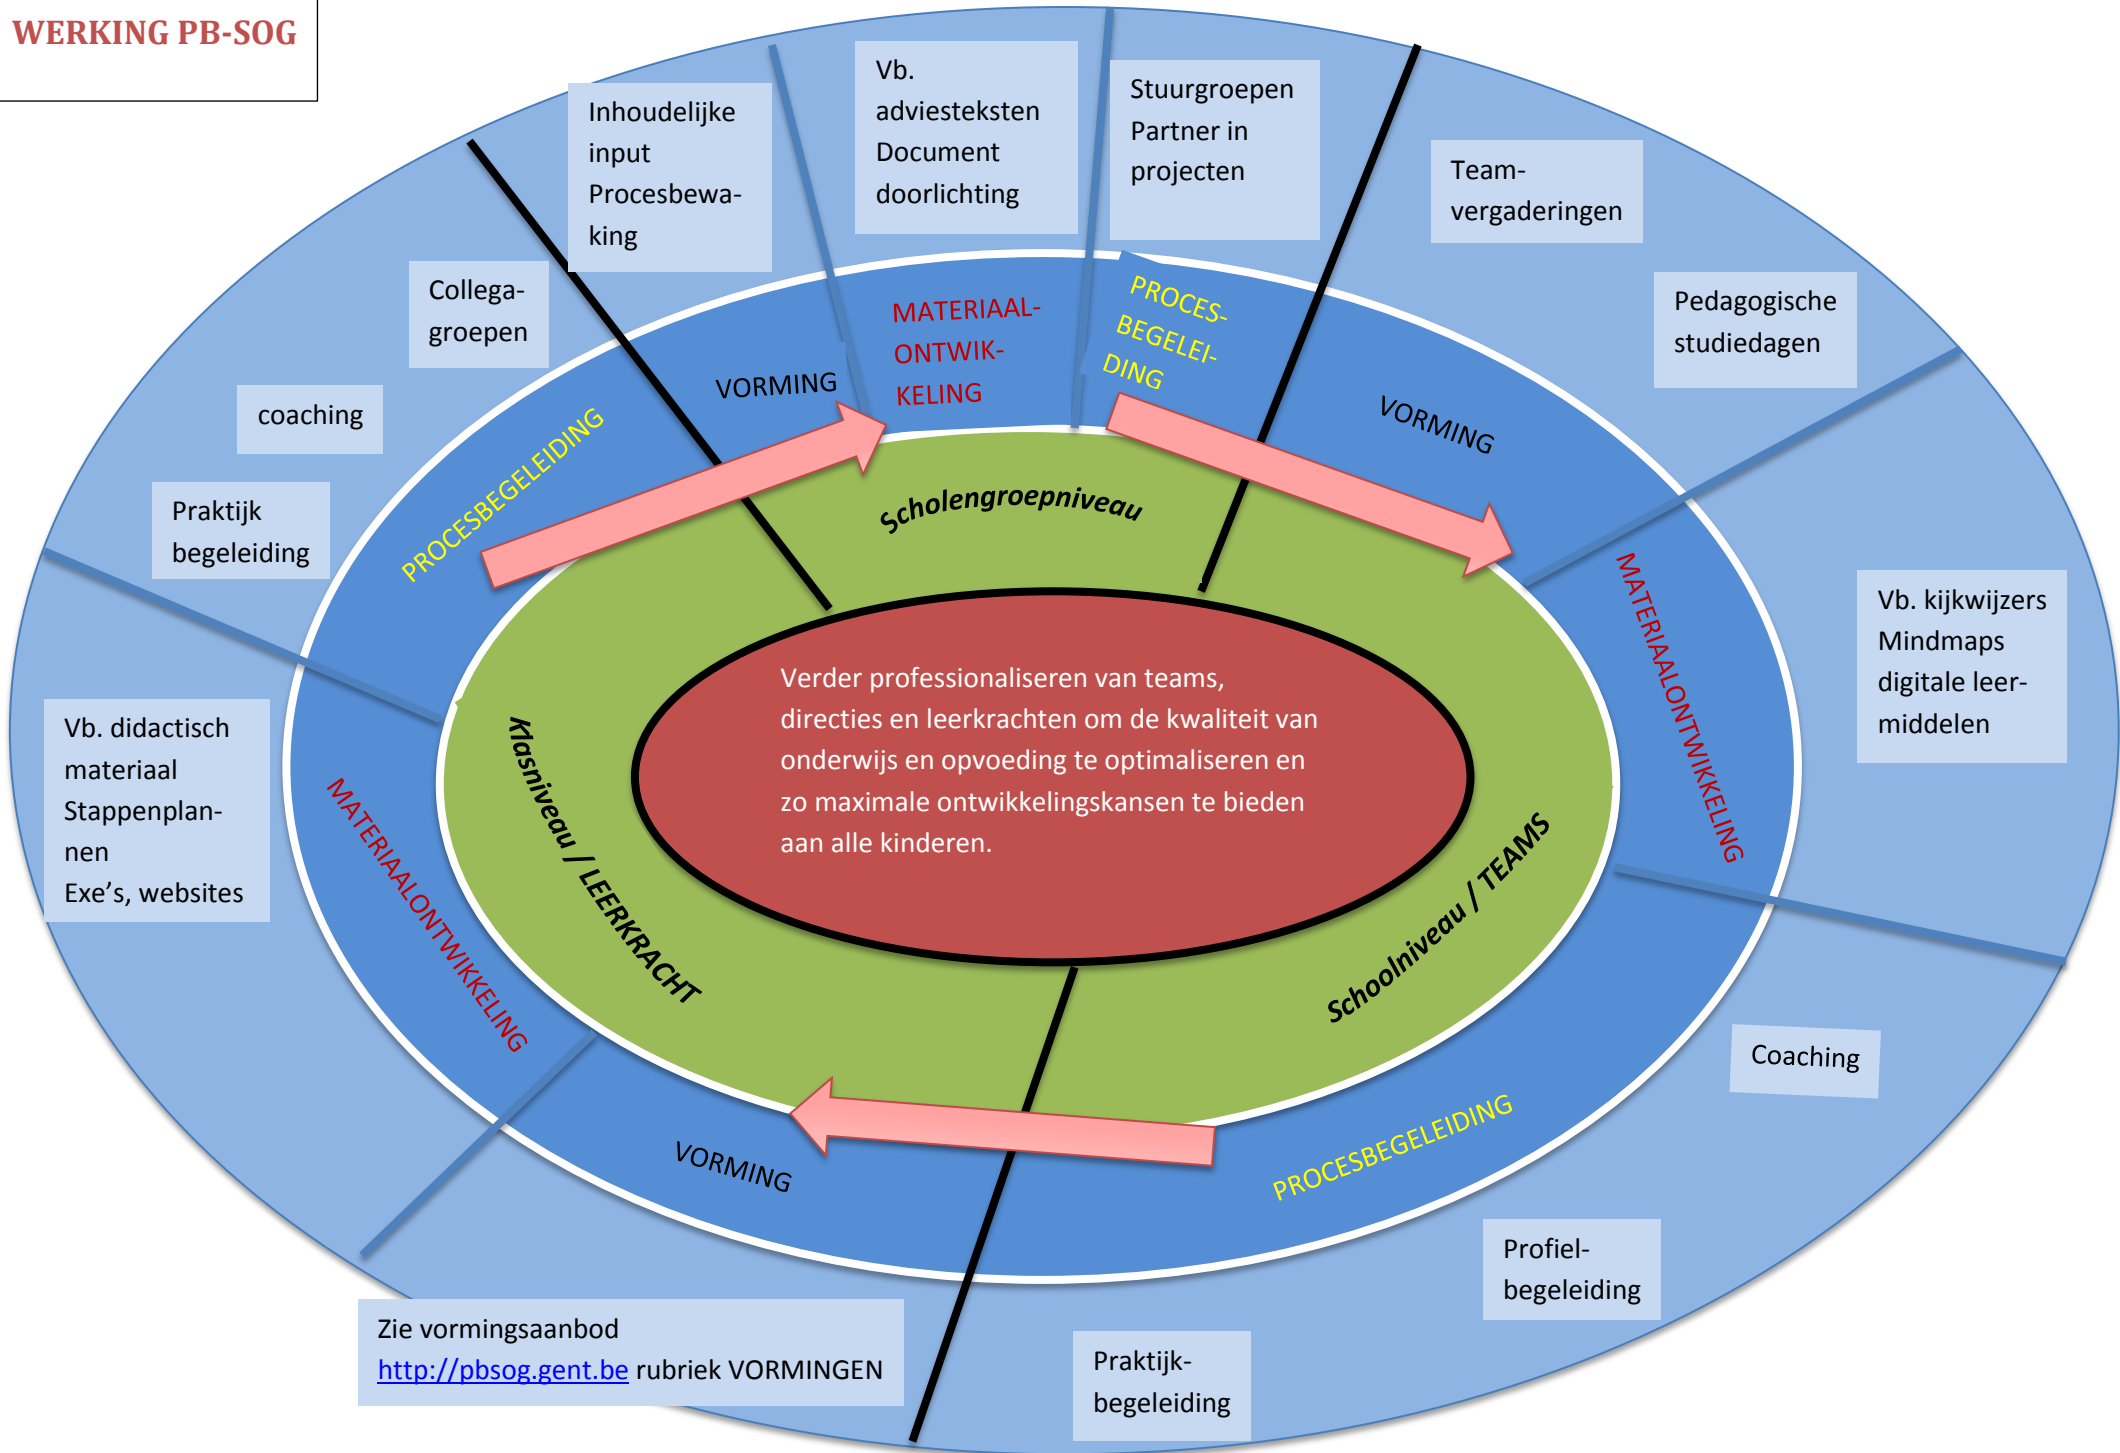 WERKING PB-SOG
Inhoudelijke
input
Procesbewa-
king
Vb.
adviesteksten
Document
doorlichting
Stuurgroepen
Partner in
projecten
Team-
vergaderingen
Pedagogische
studiedagen
Collega-
groepen
coaching
Praktijk
begeleiding
PROCESBEGELEIDING
VORMING
MATERIAAL-
ONTWIK-
KELING
PROCES-
BEGELEI-
DING
VORMING
MATERIAALONTWIKKELING
Vb. kijkwijzers
Mindmaps
digitale leer-
middelen
Scholengroepniveau
Verder professionaliseren van teams,
directies en leerkrachten om de kwaliteit van
onderwijs en opvoeding te optimaliseren en
zo maximale ontwikkelingskansen te bieden
aan alle kinderen.
Klasniveau / LEERKRACHT
Schoolniveau / TEAMS
Vb. didactisch
materiaal
Stappenplan-
nen
Exe's, websites
MATERIAALONTWIKKELING
VORMING
PROCESBEGELEIDING
Coaching
Profiel-
begeleiding
Praktijk-
begeleiding
Zie vormingsaanbod
http://pbsog.gent.be rubriek VORMINGEN